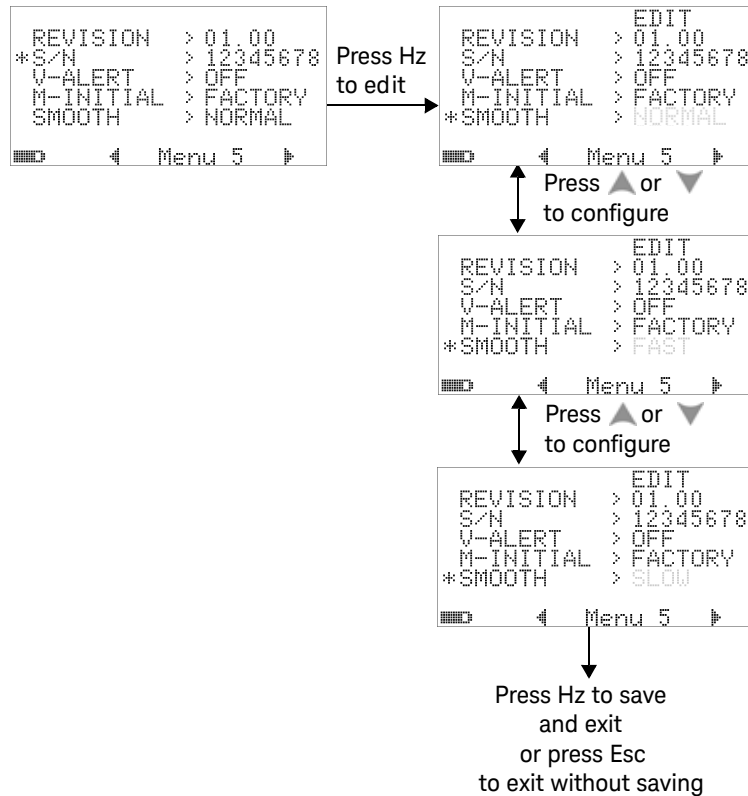 REVISION > 01.00
*S/N > 12345678
V-ALERT > OFF
M-INITIAL > FACTORY
SMOOTH > NORMAL
Menu 5
Press Hz
to edit
EDIT
REVISION > 01.00
S/N > 12345678
V-ALERT > OFF
M-INITIAL > FACTORY
*SMOOTH > NORMAL
Menu 5
Press or
to configure
EDIT
REVISION > 01.00
S/N > 12345678
V-ALERT > OFF
M-INITIAL > FACTORY
*SMOOTH > FAST
Menu 5
Press or
to configure
EDIT
REVISION > 01.00
S/N > 12345678
V-ALERT > OFF
M-INITIAL > FACTORY
*SMOOTH > SLOW
Menu 5
Press Hz to save
and exit
or press Esc
to exit without saving